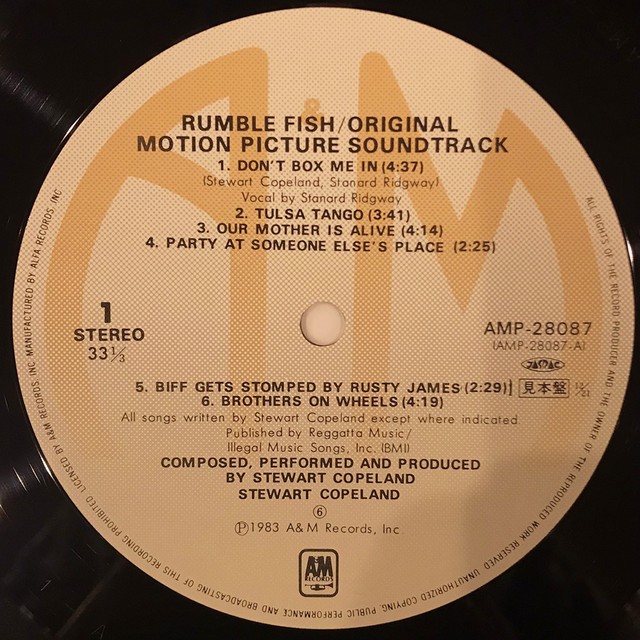 RUMBLE FISH/ORIGINAL
MOTION PICTURE SOUNDTRACK
1. DON'T BOX ME IN (4:37)
(Stewart Copeland, Stanard Ridgway)
Vocal by Stanard Ridgway
2. TULSA TANGO (3:41)
3. OUR MOTHER IS ALIVE (4:14)
4. PARTY AT SOMEONE ELSE'S PLACE (2:25)
1
STEREO
33 1/3
AMP-28087
(AMP-28087-A)
JASRAC
5. BIFF GETS STOMPED BY RUSTY JAMES (2:29)
見本盤
6. BROTHERS ON WHEELS (4:19)
All songs written by Stewart Copeland except where indicated.
Published by Reggatta Music/
Illegal Music Songs, Inc. (BMI)
COMPOSED, PERFORMED AND PRODUCED
BY STEWART COPELAND
STEWART COPELAND
⑥
Ⓟ1983 A&M Records, Inc.
A&M
RECORDS
ALL RIGHTS OF THE RECORD PRODUCER AND THE OWNER OF THE REPRODUCED WORK RESERVED. UNAUTHORIZED COPYING, PUBLIC PERFORMANCE AND BROADCASTING OF THIS RECORDING PROHIBITED. LICENSED BY A&M RECORDS INC. MANUFACTURED BY ALFA RECORDS, INC.